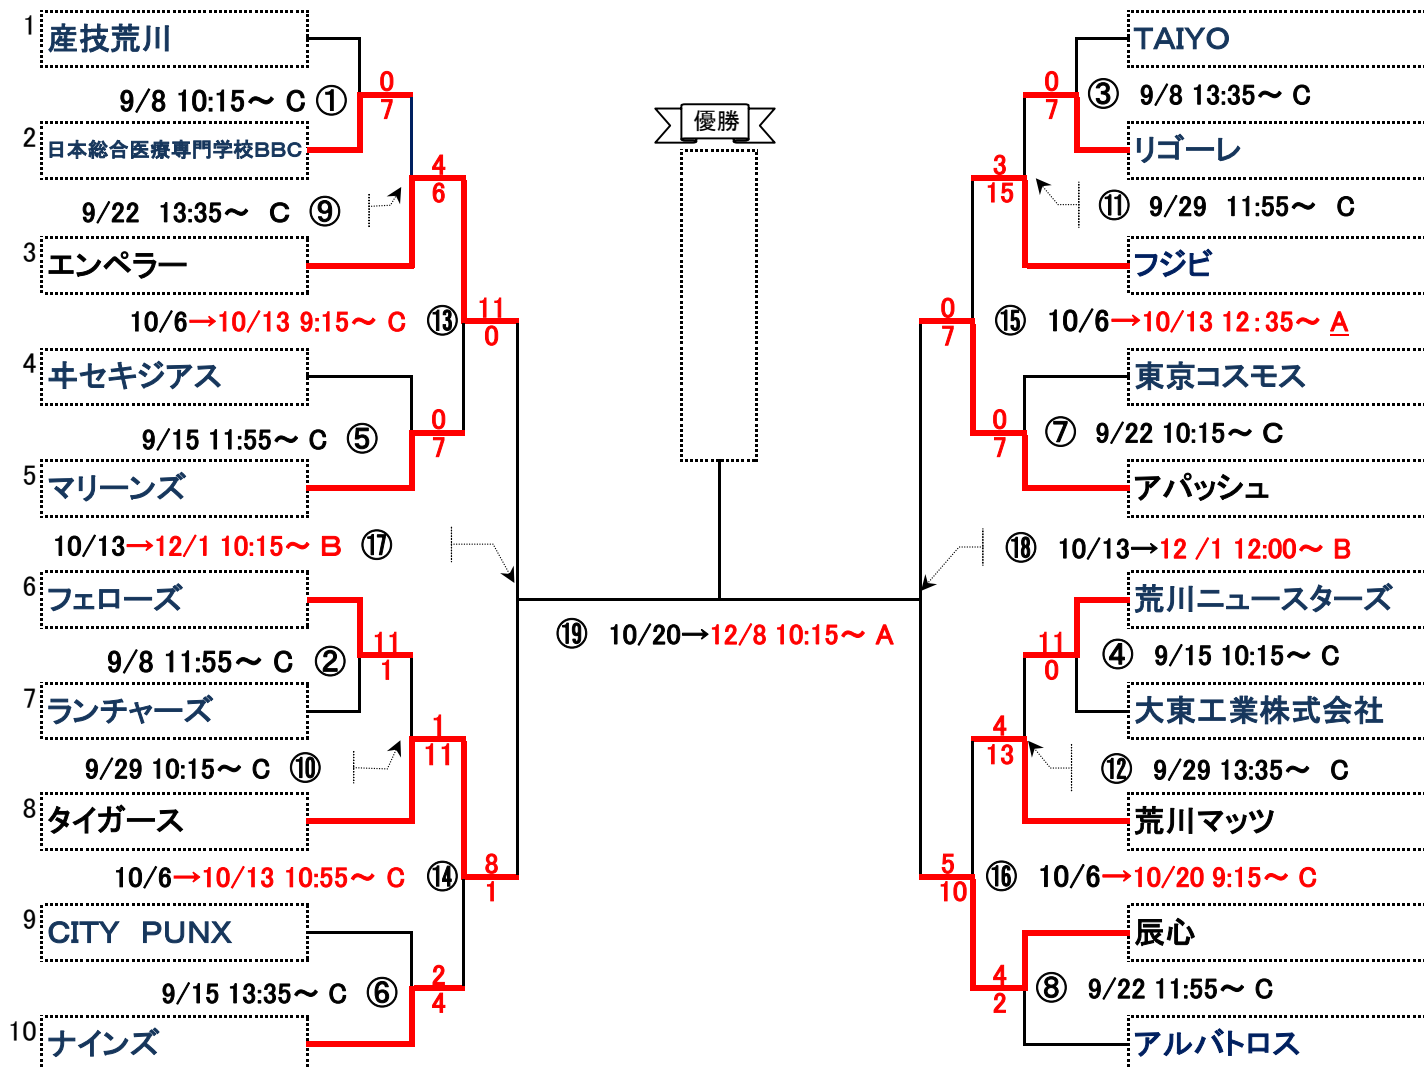 優勝
1
産技荒川
9/8 10:15～ C ①
0
7
2
日本総合医療専門学校BBC
4
6
9/22 13:35～ C ⑨
3
エンペラー
10/6→10/13 9:15～ C ⑬
11
0
4
ヰセキジアス
9/15 11:55～ C ⑤
0
7
5
マリーンズ
10/13→12/1 10:15～ B ⑰
6
フェローズ
11
1
9/8 11:55～ C ②
7
ランチャーズ
1
11
9/29 10:15～ C ⑩
8
タイガース
10/6→10/13 10:55～ C ⑭
8
1
9
CITY PUNX
9/15 13:35～ C ⑥
2
4
10
ナインズ
⑲ 10/20→12/8 10:15～ A
TAIYO
0
7
③ 9/8 13:35～ C
リゴーレ
3
15
⑪ 9/29 11:55～ C
フジビ
0
7
⑮ 10/6→10/13 12:35～ A
東京コスモス
0
7
⑦ 9/22 10:15～ C
アパッシュ
⑱ 10/13→12 /1 12:00～ B
荒川ニュースターズ
11
0
④ 9/15 10:15～ C
大東工業株式会社
4
13
⑫ 9/29 13:35～ C
荒川マッツ
5
10
⑯ 10/6→10/20 9:15～ C
辰心
4
2
⑧ 9/22 11:55～ C
アルバトロス